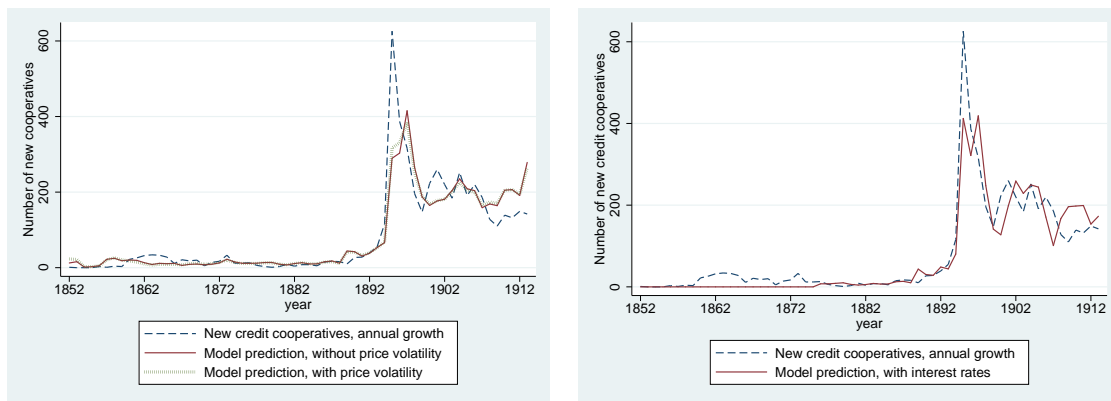 Number of new cooperatives
600
400
200
0
1852 1862 1872 1882 1892 1902 1912
year
New credit cooperatives, annual growth
Model prediction, without price volatility
Model prediction, with price volatility
Number of new credit cooperatives
600
400
200
0
1852 1862 1872 1882 1892 1902 1912
year
New credit cooperatives, annual growth
Model prediction, with interest rates